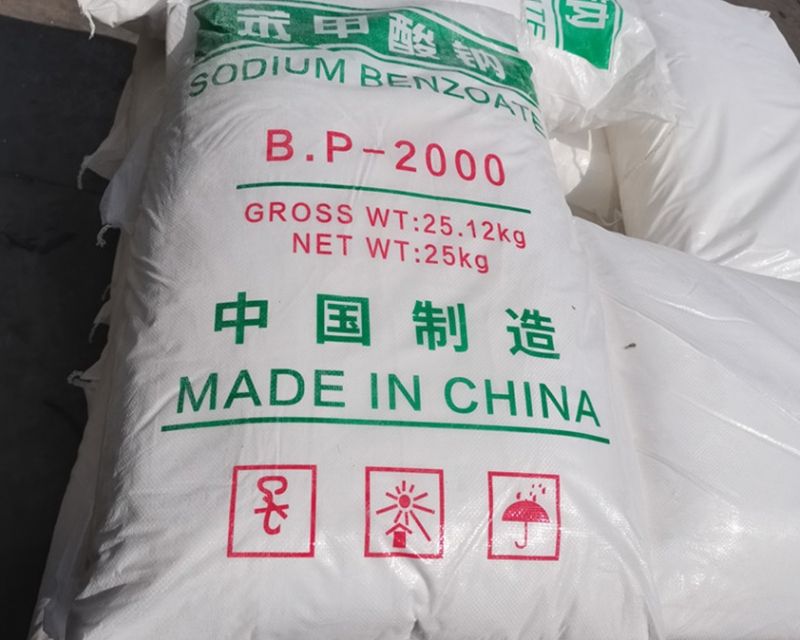 苯甲酸钠
SODIUM BENZOATE
B.P-2000
GROSS WT:25.12kg
NET WT:25kg
中国制造
MADE IN CHINA